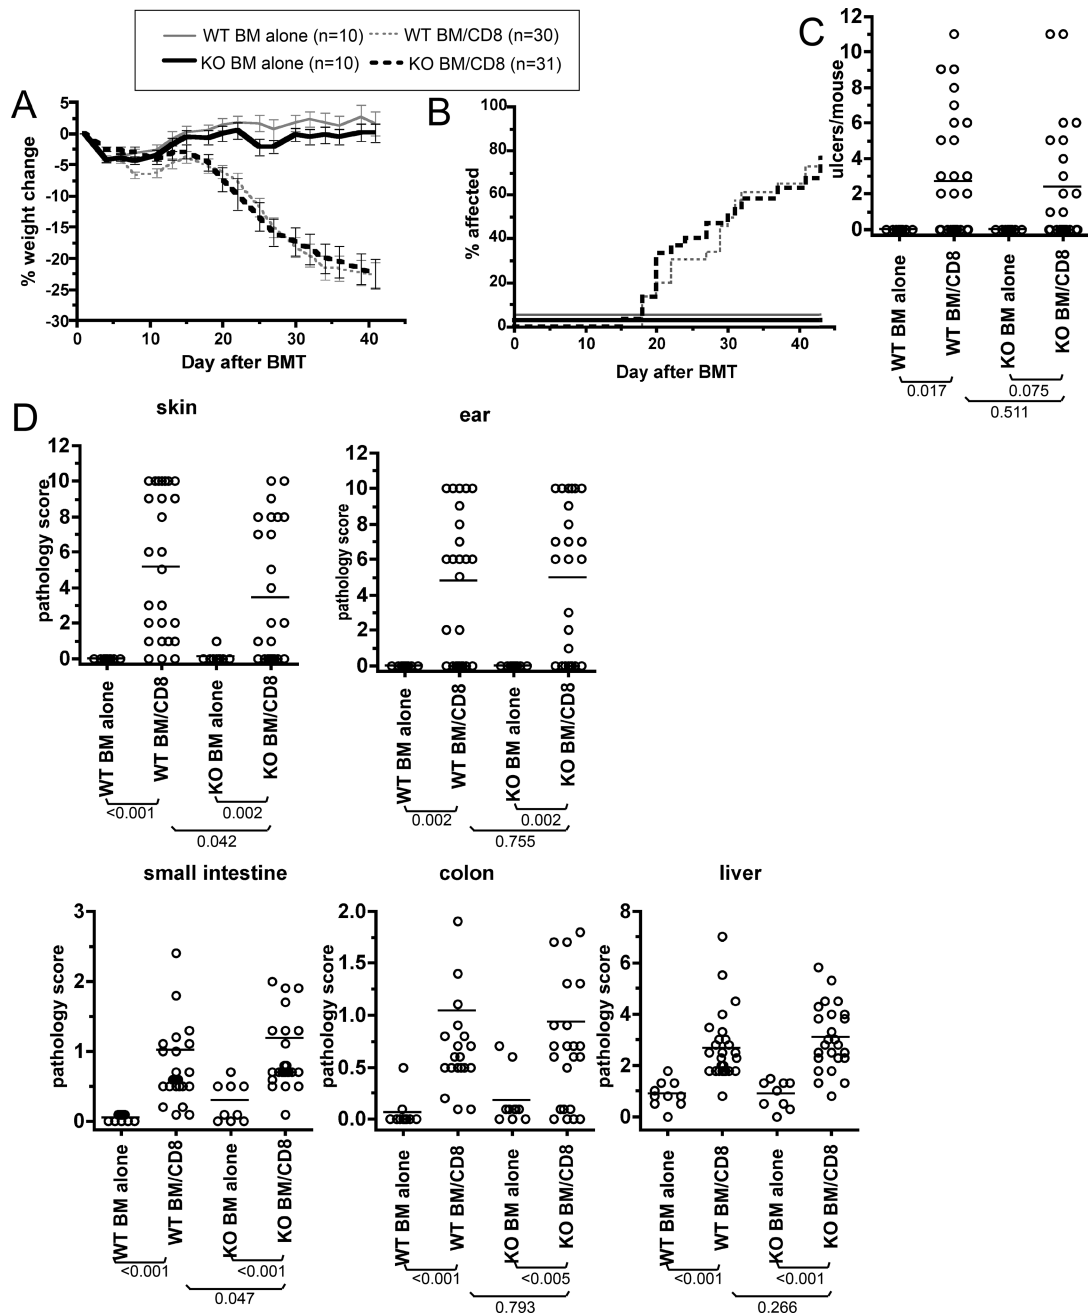 WT BM alone (n=10) WT BM/CD8 (n=30)
KO BM alone (n=10) KO BM/CD8 (n=31)
A
% weight change
5
0
-5
-10
-15
-20
-25
-30
0 10 20 30 40
Day after BMT
B
% affected
100
80
60
40
20
0
0 10 20 30 40
Day after BMT
C
ulcers/mouse
12
10
8
6
4
2
0
WT BM alone
WT BM/CD8
KO BM alone
KO BM/CD8
0.017 0.075
0.511
D
skin
pathology score
12
10
8
6
4
2
0
WT BM alone
WT BM/CD8
KO BM alone
KO BM/CD8
<0.001 0.002
0.042
ear
pathology score
12
10
8
6
4
2
0
WT BM alone
WT BM/CD8
KO BM alone
KO BM/CD8
0.002 0.002
0.755
small intestine
pathology score
3
2
1
0
WT BM alone
WT BM/CD8
KO BM alone
KO BM/CD8
<0.001 <0.001
0.047
colon
pathology score
2.0
1.5
1.0
0.5
0.0
WT BM alone
WT BM/CD8
KO BM alone
KO BM/CD8
<0.001 <0.005
0.793
liver
pathology score
8
6
4
2
0
WT BM alone
WT BM/CD8
KO BM alone
KO BM/CD8
<0.001 <0.001
0.266